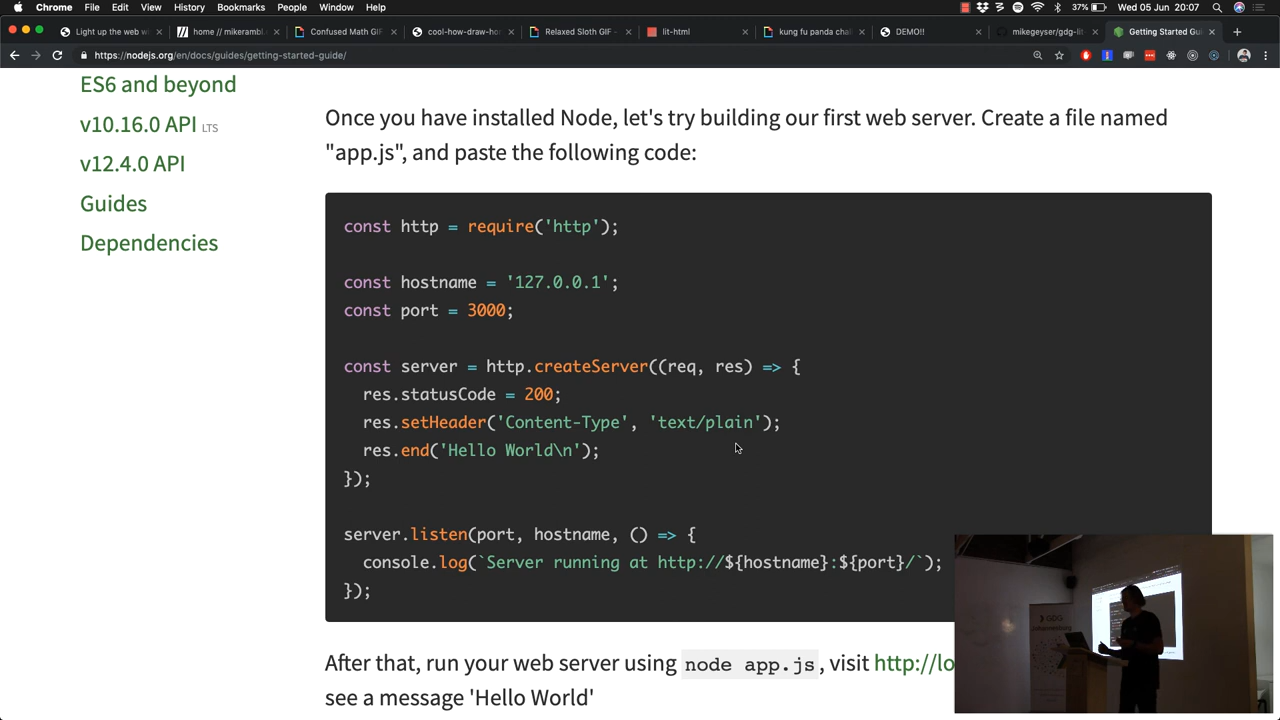 Chrome File Edit View History Bookmarks People Window Help 37% Wed 05 Jun 20:07
Light up the web w home // mikerambl Confused Math GIF cool-how-draw-hor Relaxed Sloth GIF - lit-html kung fu panda chal DEMO!! mikegeyser/gdg-lit Getting Started Gui
https://nodejs.org/en/docs/guides/getting-started-guide/
ES6 and beyond
v10.16.0 API LTS
v12.4.0 API
Guides
Dependencies
Once you have installed Node, let's try building our first web server. Create a file named
"app.js", and paste the following code:
const http = require('http');
const hostname = '127.0.0.1';
const port = 3000;
const server = http.createServer((req, res) => {
  res.statusCode = 200;
  res.setHeader('Content-Type', 'text/plain');
  res.end('Hello World\n');
});
server.listen(port, hostname, () => {
  console.log(`Server running at http://${hostname}:${port}/`);
});
After that, run your web server using node app.js, visit http://lo
see a message 'Hello World'